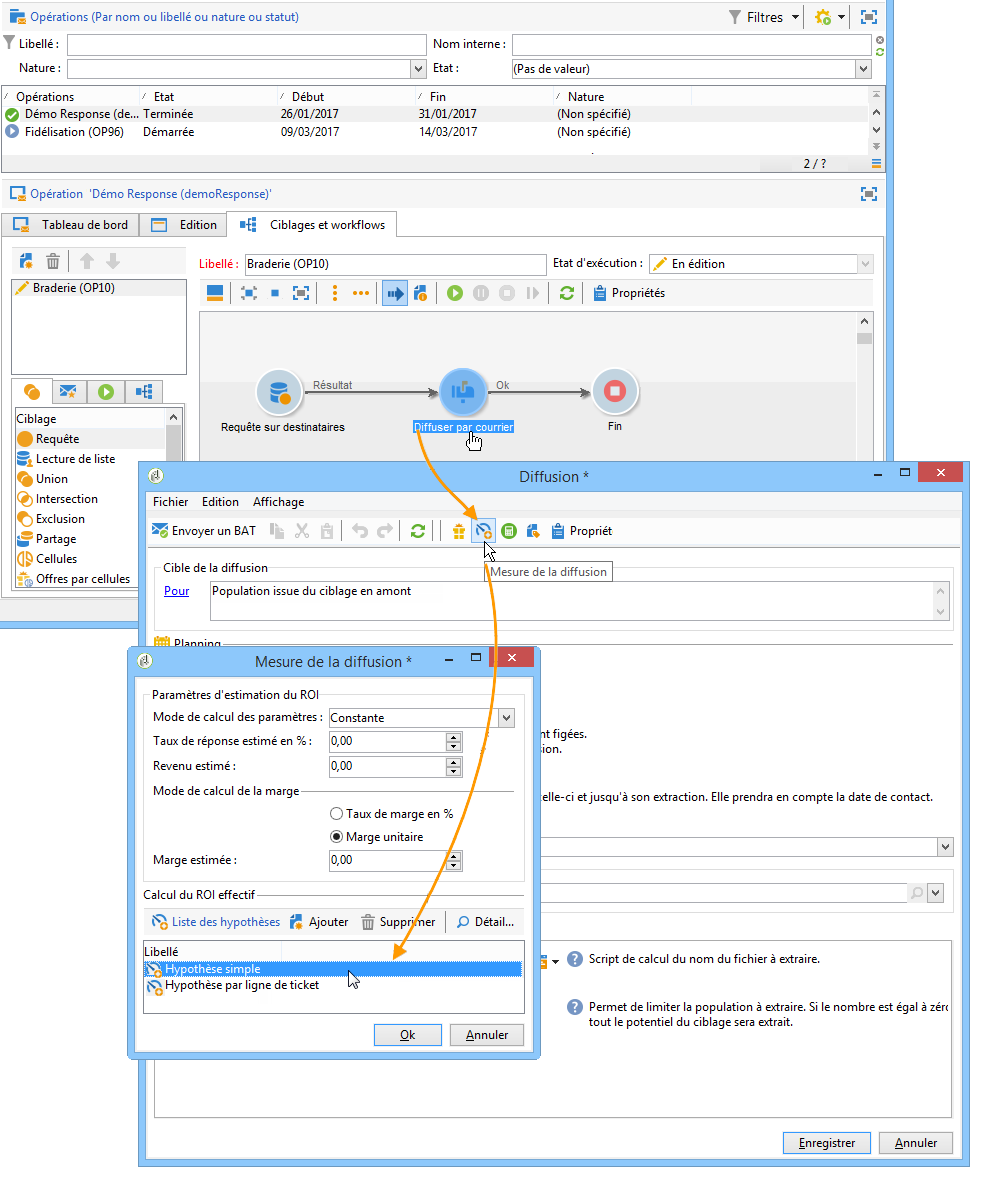 Opérations (Par nom ou libellé ou nature ou statut)
Filtres
Libellé :
Nom interne :
Nature :
Etat :
(Pas de valeur)
Opérations Etat Début Fin Nature
Démo Response (de... Terminée 26/01/2017 31/01/2017 (Non spécifié)
Fidélisation (OP96) Démarrée 09/03/2017 14/03/2017 (Non spécifié)
2 / ?
Opération 'Démo Response (demoResponse)'
Tableau de bord Edition Ciblages et workflows
Libellé : Braderie (OP10) Etat d'exécution : En édition
Braderie (OP10)
Propriétés
Résultat
Ok
Requête sur destinataires
Diffuser par courrier
Fin
Ciblage
Requête
Lecture de liste
Union
Intersection
Exclusion
Partage
Cellules
Offres par cellules
Diffusion *
Fichier Edition Affichage
Envoyer un BAT
Propriét
Cible de la diffusion
Mesure de la diffusion
Pour
Population issue du ciblage en amont
Planning
Mesure de la diffusion *
Paramètres d'estimation du ROI
Mode de calcul des paramètres : Constante
Taux de réponse estimé en % : 0,00
Revenu estimé : 0,00
Mode de calcul de la marge
Taux de marge en %
Marge unitaire
Marge estimée : 0,00
Calcul du ROI effectif
Liste des hypothèses Ajouter Supprimer Détail...
Libellé
Hypothèse simple
Hypothèse par ligne de ticket
Ok Annuler
nt figées.
sion.
elle-ci et jusqu'à son extraction. Elle prendra en compte la date de contact.
Script de calcul du nom du fichier à extraire.
Permet de limiter la population à extraire. Si le nombre est égal à zéro
tout le potentiel du ciblage sera extrait.
Enregistrer Annuler